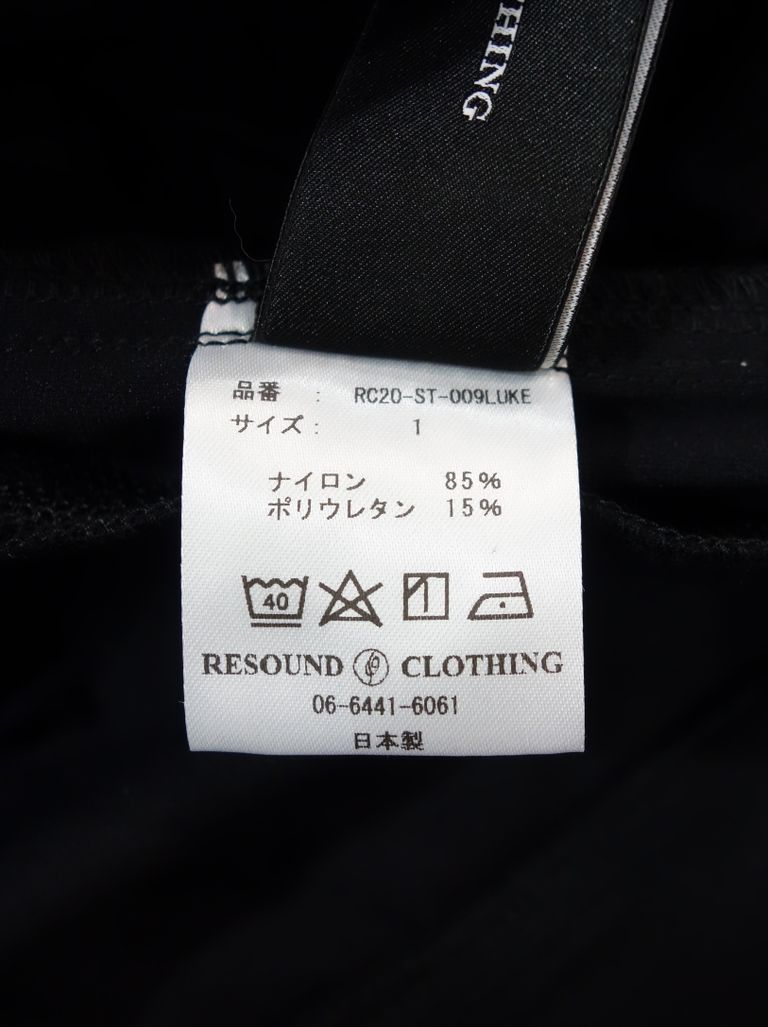 THING
品番 : RC20-ST-009LUKE
サイズ : 1
ナイロン 85%
ポリウレタン 15%
40
RESOUND CLOTHING
06-6441-6061
日本製